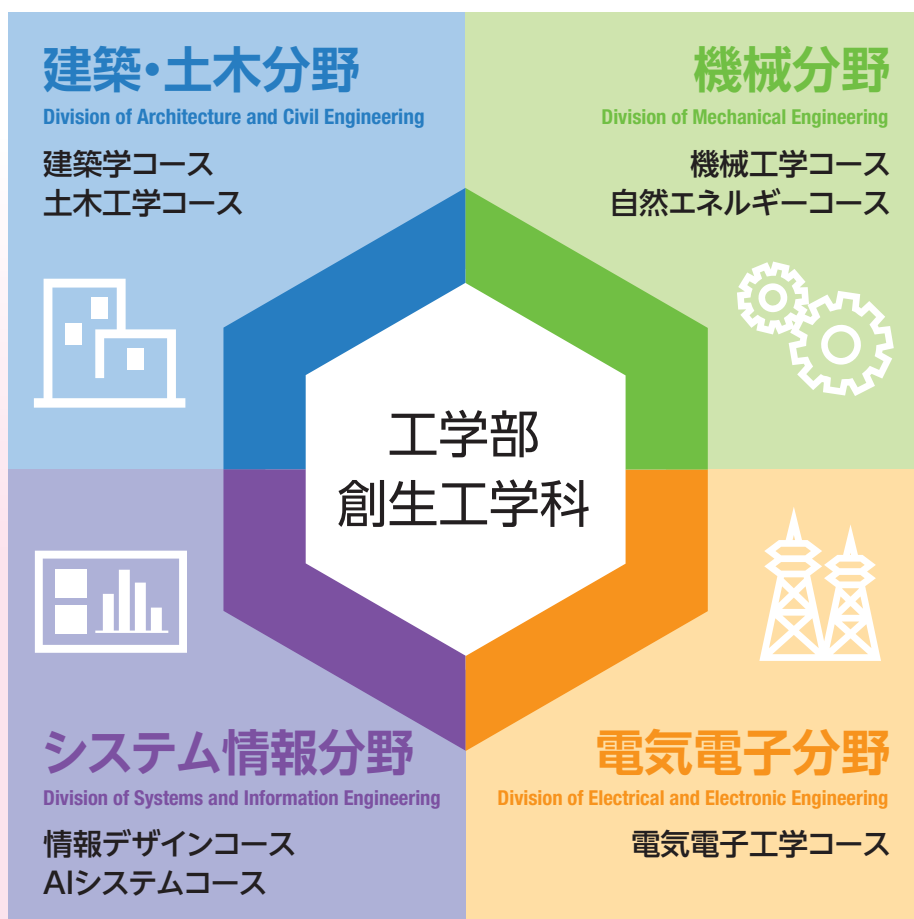 建築・土木分野
Division of Architecture and Civil Engineering
建築学コース
土木工学コース
機械分野
Division of Mechanical Engineering
機械工学コース
自然エネルギーコース
工学部
創生工学科
システム情報分野
Division of Systems and Information Engineering
情報デザインコース
AIシステムコース
電気電子分野
Division of Electrical and Electronic Engineering
電気電子工学コース